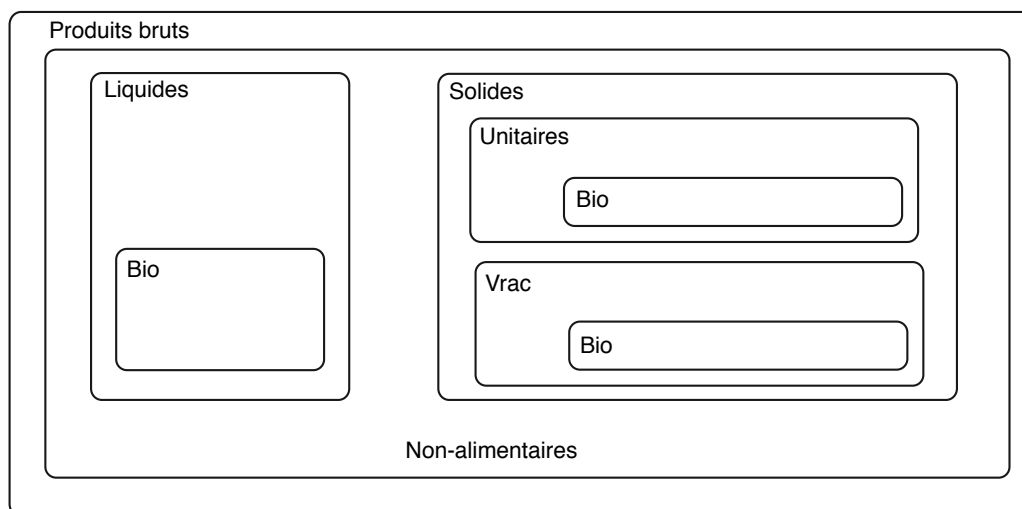 Produits bruts
Liquides
Solides
Unitaires
Bio
Bio
Vrac
Bio
Non-alimentaires